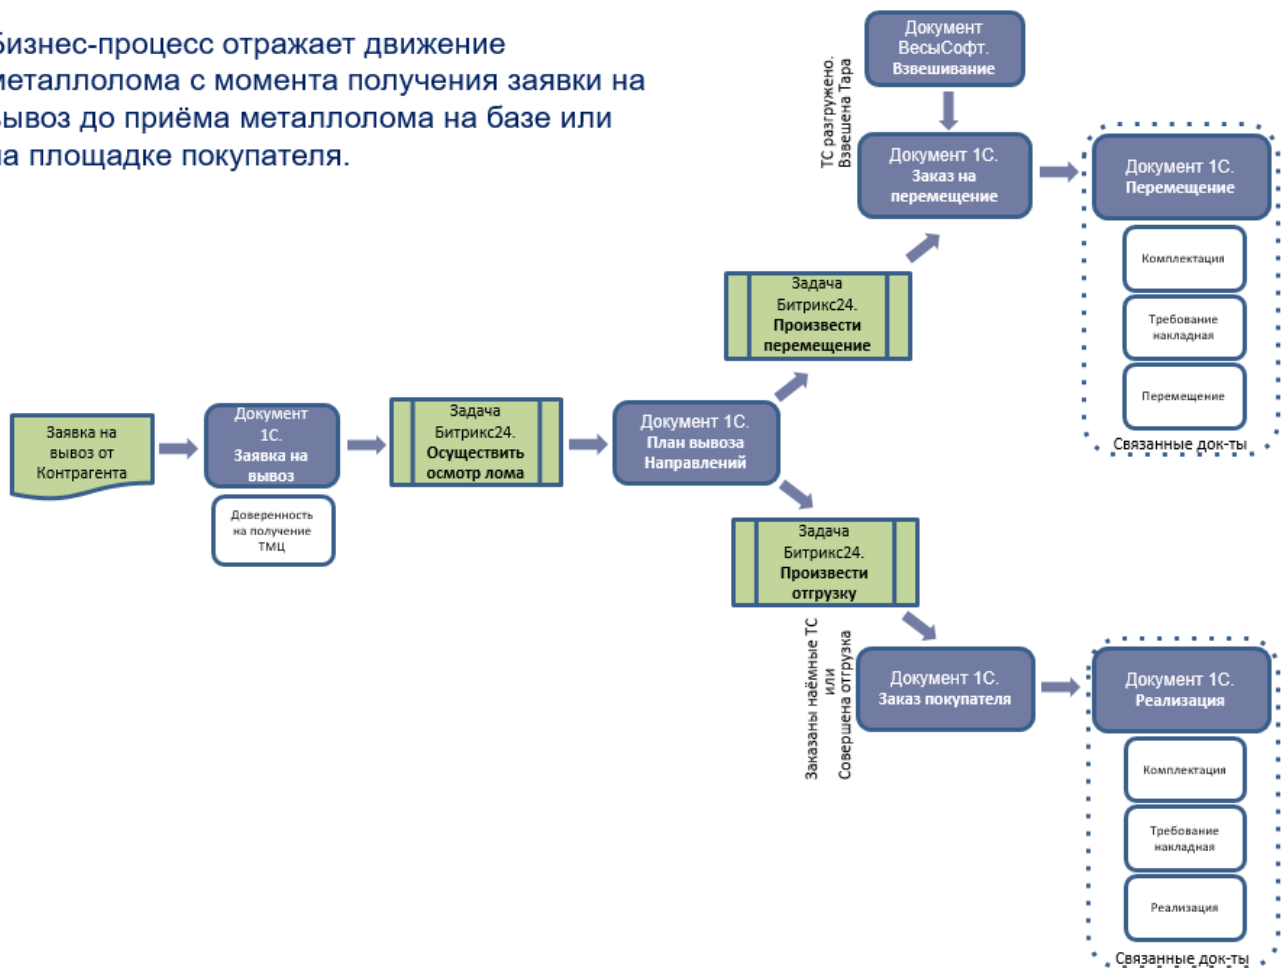 Бизнес-процесс отражает движение
металлолома с момента получения заявки на
вывоз до приёма металлолома на базе или
на площадке покупателя.
Документ
ВесыСофт.
Взвешивание
ТС разгружено.
Взвешена Тара
Документ 1С.
Заказ на
перемещение
Документ 1С.
Перемещение
Комплектация
Требование
накладная
Перемещение
Связанные док-ты
Задача
Битрикс24.
Произвести
перемещение
Заявка на
вывоз от
Контрагента
Документ
1С.
Заявка на
вывоз
Доверенность
на получение
ТМЦ
Задача
Битрикс24.
Осуществить
осмотр лома
Документ 1С.
План вывоза
Направлений
Задача
Битрикс24.
Произвести
отгрузку
Заказаны наёмные ТС
или
Совершена отгрузка
Документ 1С.
Заказ покупателя
Документ 1С.
Реализация
Комплектация
Требование
накладная
Реализация
Связанные док-ты